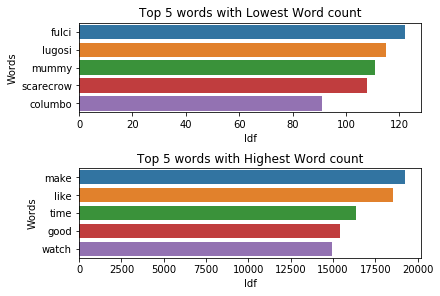 Top 5 words with Lowest Word count
fulci
lugosi
mummy
scarecrow
columbo
Words
0 20 40 60 80 100 120
Idf
Top 5 words with Highest Word count
make
like
time
good
watch
Words
0 2500 5000 7500 10000 12500 15000 17500 20000
Idf